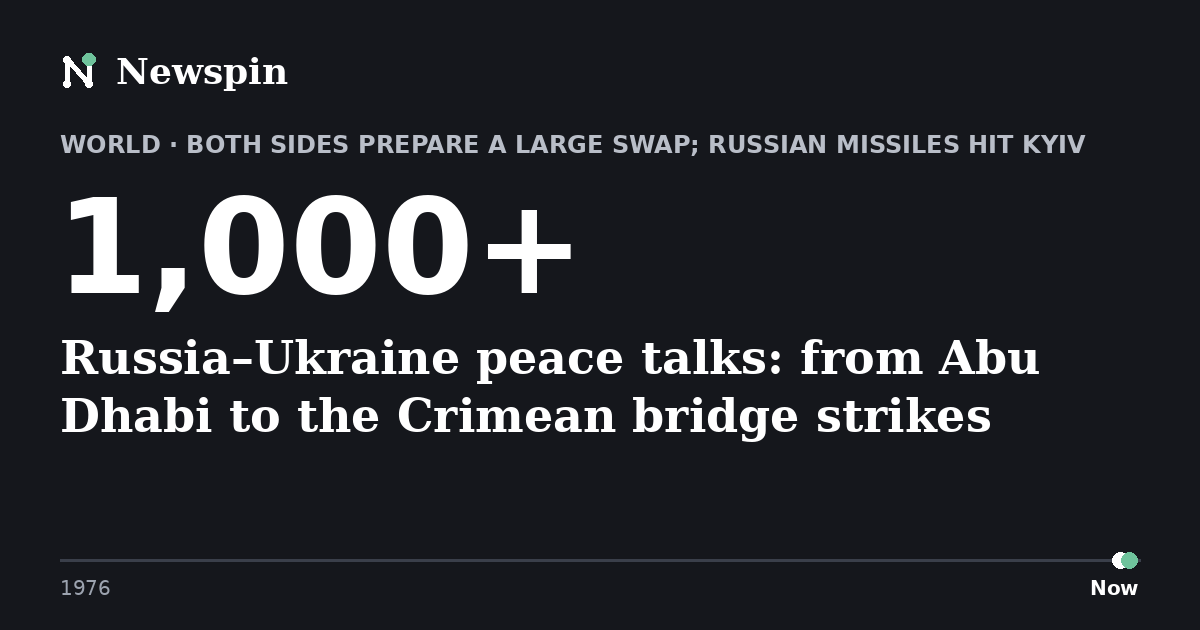 Newspin
WORLD · BOTH SIDES PREPARE A LARGE SWAP; RUSSIAN MISSILES HIT KYIV
1,000+
Russia–Ukraine peace talks: from Abu
Dhabi to the Crimean bridge strikes
1976
Now